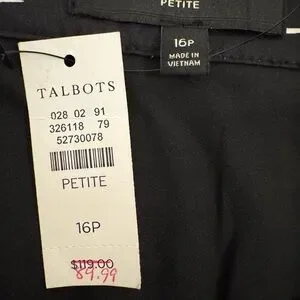 PETITE
16P
MADE IN
VIETNAM
TALBOTS
028 02 91
326118 79
52730078
PETITE
16P
$119.00
89.99